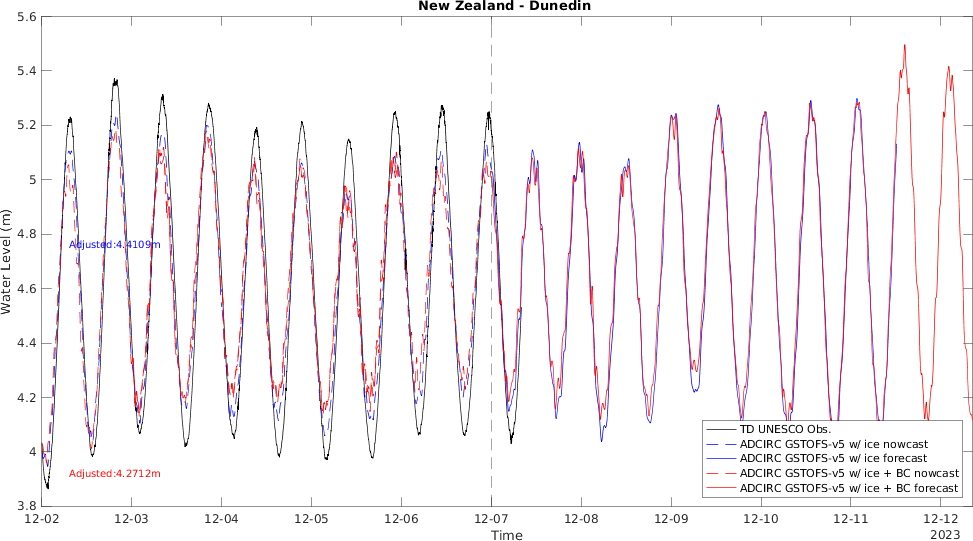 New Zealand - Dunedin
5.6
5.4
5.2
5
4.8
4.6
4.4
4.2
4
3.8
Water Level (m)
Adjusted:4.4109m
Adjusted:4.2712m
TD UNESCO Obs.
ADCIRC GSTOFS-v5 w/ ice nowcast
ADCIRC GSTOFS-v5 w/ ice forecast
ADCIRC GSTOFS-v5 w/ ice + BC nowcast
ADCIRC GSTOFS-v5 w/ ice + BC forecast
12-02 12-03 12-04 12-05 12-06 12-07 12-08 12-09 12-10 12-11 12-12
2023
Time